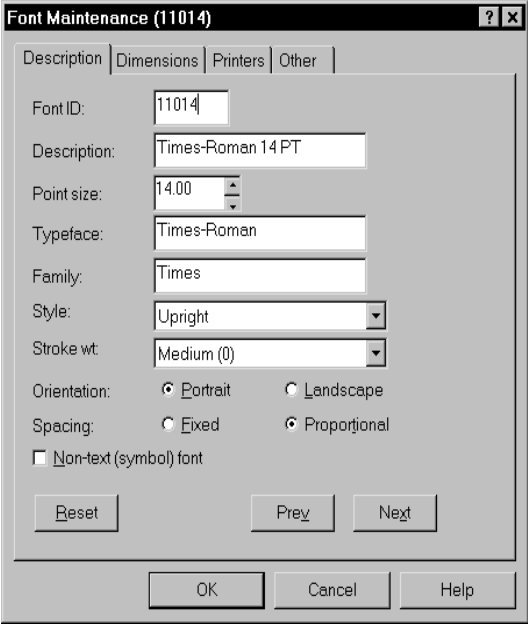 Font Maintenance (11014) ? x
Description Dimensions Printers Other
Font ID: 11014
Description: Times-Roman 14 PT
Point size: 14.00
Typeface: Times-Roman
Family: Times
Style: Upright
Stroke wt: Medium (0)
Orientation: Portrait Landscape
Spacing: Fixed Proportional
Non-text (symbol) font
Reset Prev Next
OK Cancel Help